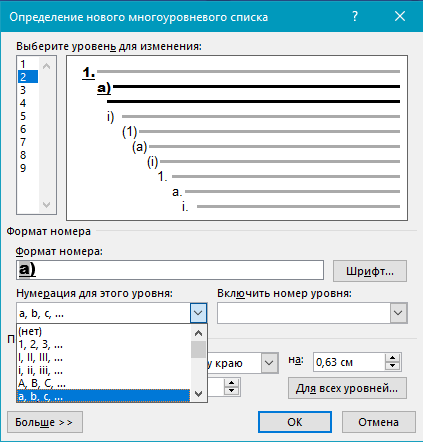 Определение нового многоуровневого списка ? ×
Выберите уровень для изменения:
1
2
3
4
5
6
7
8
9
1.
a)
i)
(1)
(a)
(i)
1.
a.
i.
Формат номера
Формат номера:
a)
Шрифт...
Нумерация для этого уровня: Включить номер уровня:
a, b, c, ...
(нет)
1, 2, 3, ...
I, II, III, ...
i, ii, iii, ...
A, B, C, ...
a, b, c, ...
П
у краю
на: 0,63 см
Для всех уровней...
Больше >> ОК Отмена